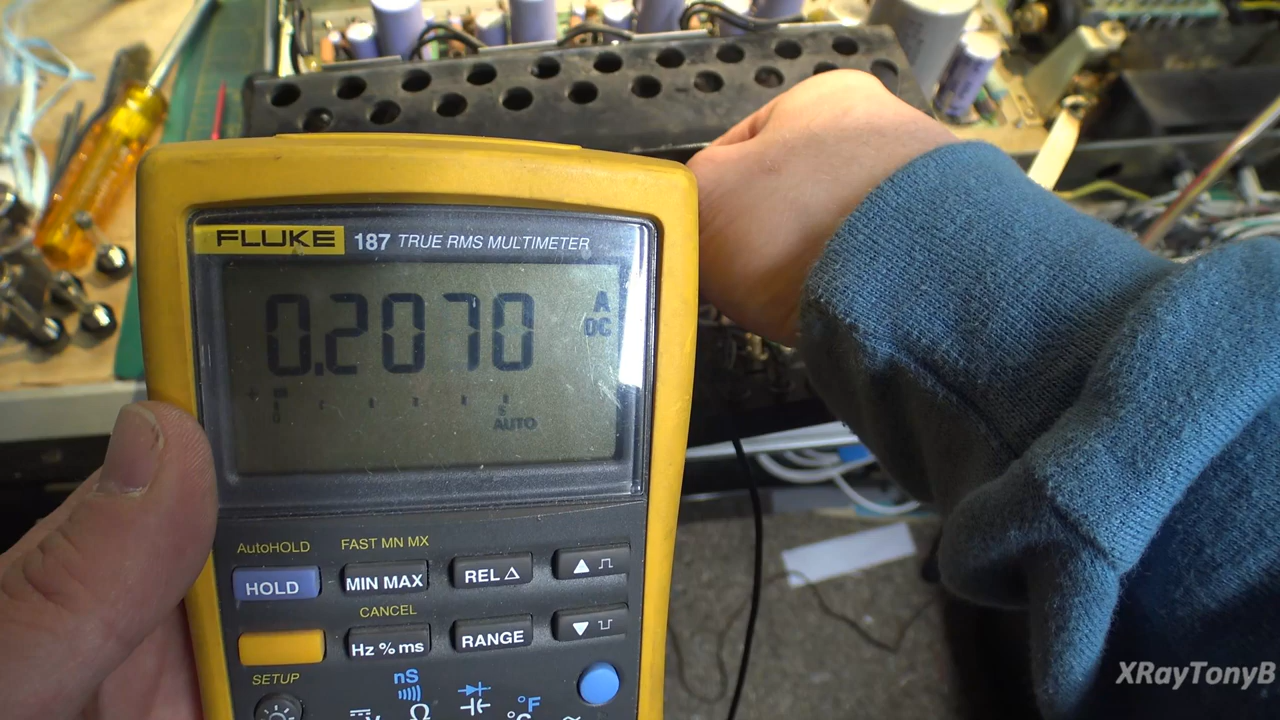 FLUKE 187 TRUE RMS MULTIMETER
0.2070 A
DC
AUTO
AutoHOLD FAST MN MX
HOLD MIN MAX REL Δ ▲
CANCEL
Hz % ms RANGE ▼
SETUP
nS
V Ω °F
°C
XRayTonyB